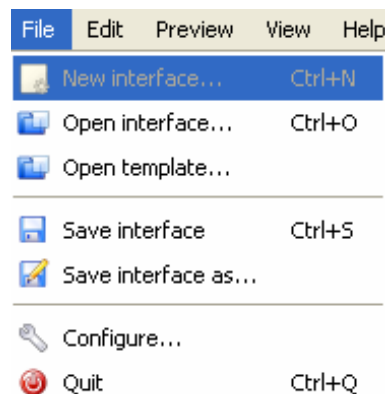 File Edit Preview View Help
New interface... Ctrl+N
Open interface... Ctrl+O
Open template...
Save interface Ctrl+S
Save interface as...
Configure...
Quit Ctrl+Q